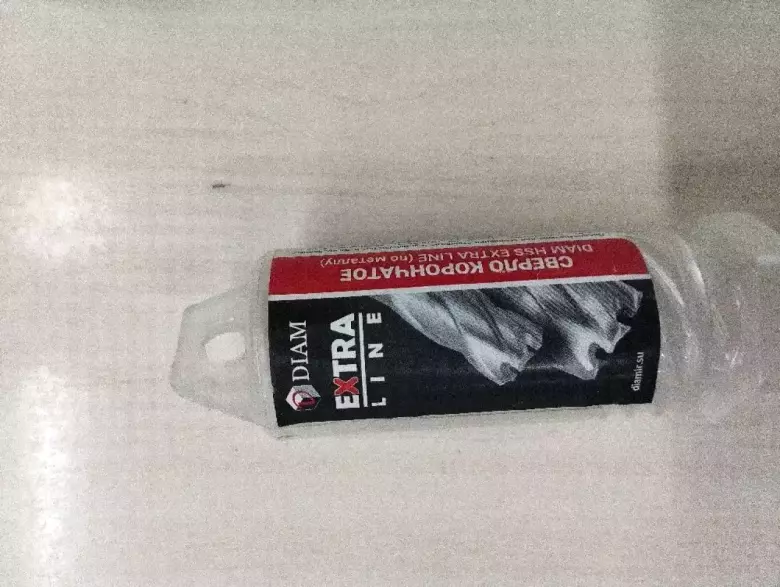 DIAM
EXTRA
LINE
СВЕРЛО КОРОНЧАТОЕ
DIAM HSS EXTRA LINE (по металлу)
diamir.su